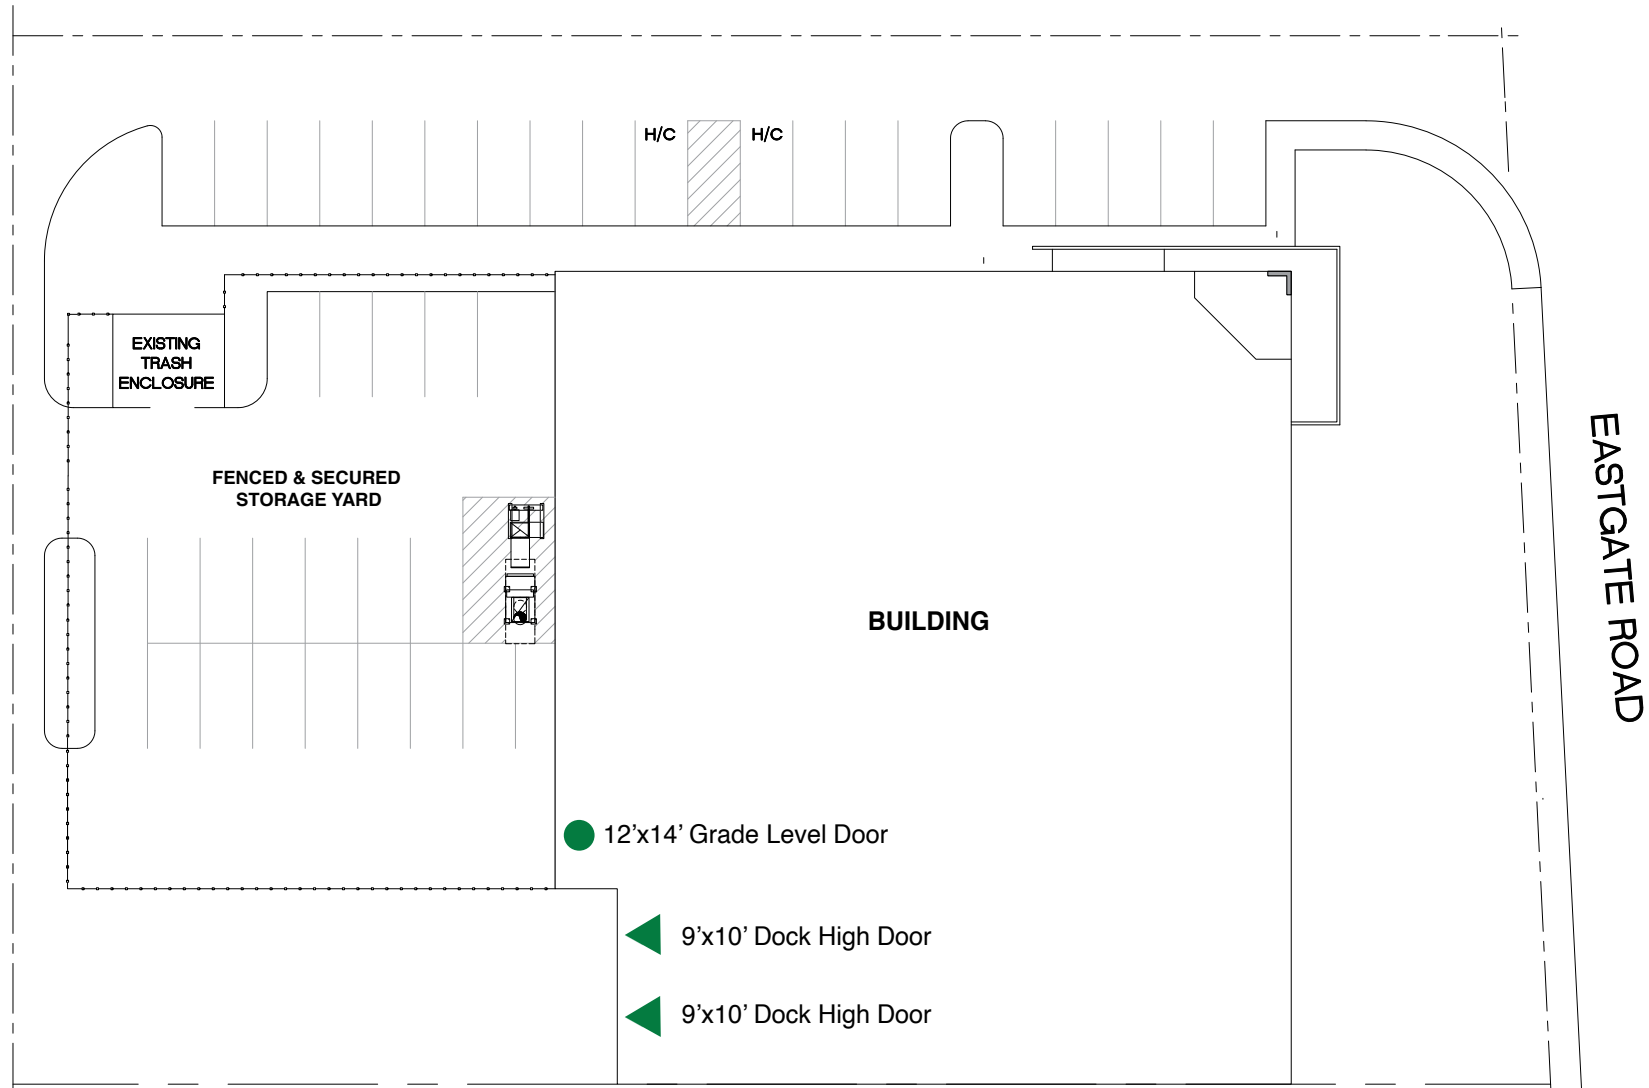 H/C
H/C
EXISTING
TRASH
ENCLOSURE
FENCED & SECURED
STORAGE YARD
BUILDING
EASTGATE ROAD
12’x14’ Grade Level Door
9’x10’ Dock High Door
9’x10’ Dock High Door